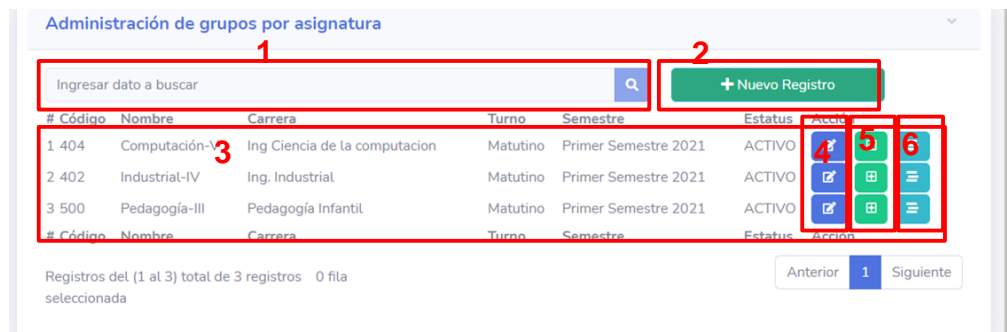 Administración de grupos por asignatura
1 2
Ingresar dato a buscar + Nuevo Registro
# Código Nombre Carrera Turno Semestre Estatus Acción
1 404 Computación-V Ing Ciencia de la computacion Matutino Primer Semestre 2021 ACTIVO
3 4 5 6
2 402 Industrial-IV Ing. Industrial Matutino Primer Semestre 2021 ACTIVO
3 500 Pedagogía-III Pedagogía Infantil Matutino Primer Semestre 2021 ACTIVO
# Código Nombre Carrera Turno Semestre Estatus Acción
Registros del (1 al 3) total de 3 registros 0 fila
seleccionada
Anterior 1 Siguiente